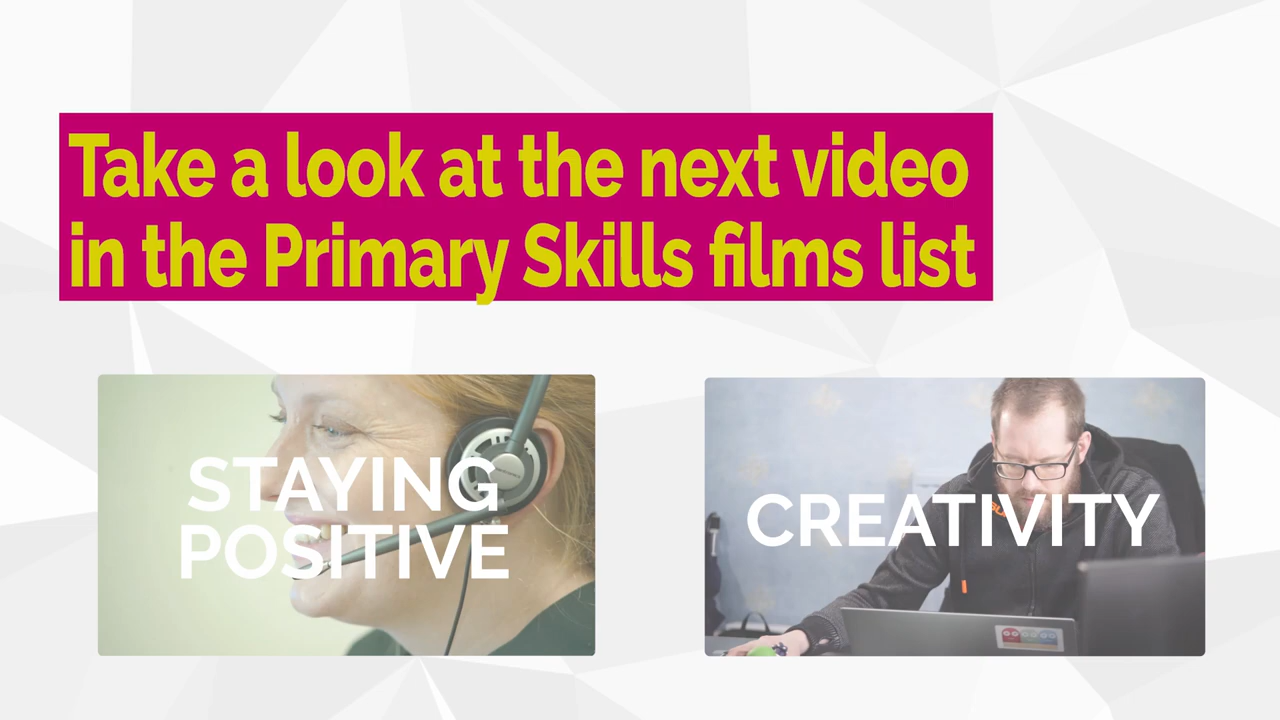 Take a look at the next video
in the Primary Skills films list
STAYING
POSITIVE
CREATIVITY